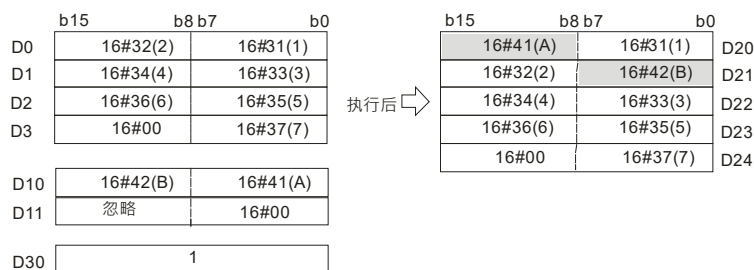 b15 b8 b7 b0
D0 16#32(2) 16#31(1)
D1 16#34(4) 16#33(3)
D2 16#36(6) 16#35(5)
D3 16#00 16#37(7)
D10 16#42(B) 16#41(A)
D11 忽略 16#00
D30 1
执行后
b15 b8 b7 b0
16#41(A) 16#31(1) D20
16#32(2) 16#42(B) D21
16#34(4) 16#33(3) D22
16#36(6) 16#35(5) D23
16#00 16#37(7) D24